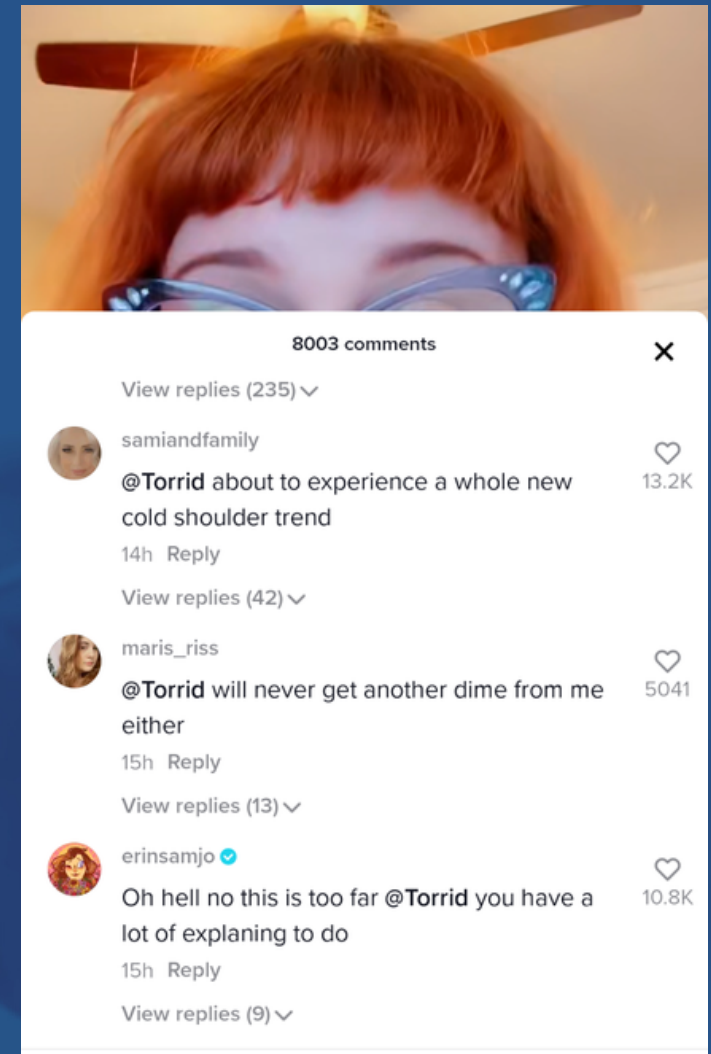 8003 comments
View replies (235)
samiandfamily
@Torrid about to experience a whole new
cold shoulder trend
13.2K
14h Reply
View replies (42)
maris_riss
@Torrid will never get another dime from me
either
5041
15h Reply
View replies (13)
erinsamjo
Oh hell no this is too far @Torrid you have a
lot of explaning to do
10.8K
15h Reply
View replies (9)